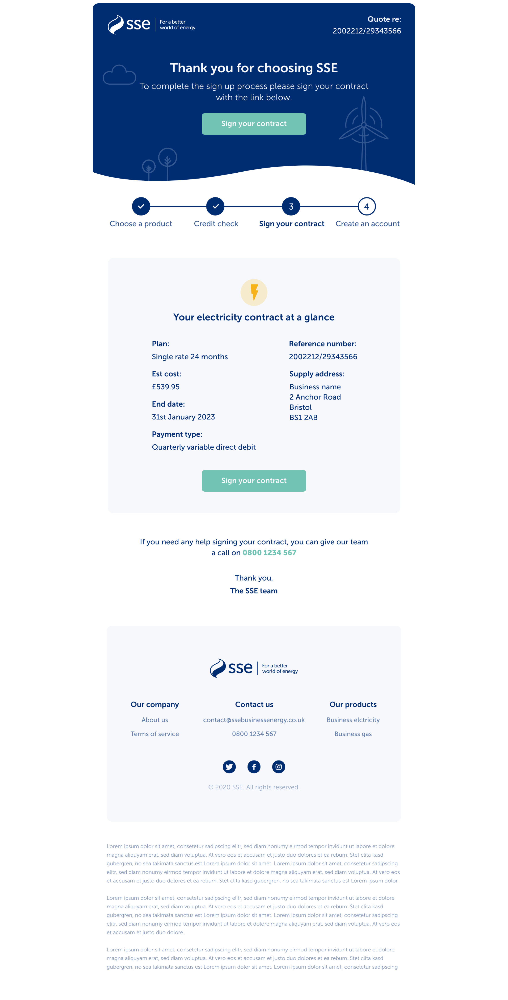 sse
For a better
world of energy
Quote re:
2002212/29343566
Thank you for choosing SSE
To complete the sign up process please sign your contract
with the link below.
Sign your contract
3
4
Choose a product
Credit check
Sign your contract
Create an account
Your electricity contract at a glance
Plan:
Single rate 24 months
Est cost:
£539.95
End date:
31st January 2023
Payment type:
Quarterly variable direct debit
Reference number:
2002212/29343566
Supply address:
Business name
2 Anchor Road
Bristol
BS1 2AB
Sign your contract
If you need any help signing your contract, you can give our team
a call on 0800 1234 567
Thank you,
The SSE team
sse
For a better
world of energy
Our company
About us
Terms of service
Contact us
contact@ssebusinessenergy.co.uk
0800 1234 567
Our products
Business elctricity
Business gas
© 2020 SSE. All rights reserved.
Lorem ipsum dolor sit amet, consetetur sadipscing elitr, sed diam nonumy eirmod tempor invidunt ut labore et dolore
magna aliquyam erat, sed diam voluptua. At vero eos et accusam et justo duo dolores et ea rebum. Stet clita kasd
gubergren, no sea takimata sanctus est Lorem ipsum dolor sit amet. Lorem ipsum dolor sit amet, consetetur sadipscing
elitr, sed diam nonumy eirmod tempor invidunt ut labore et dolore magna aliquyam erat, sed diam voluptua. At vero eos
et accusam et justo duo dolores et ea rebum. Stet clita kasd gubergren, no sea takimata sanctus est Lorem ipsum dolor
Lorem ipsum dolor sit amet, consetetur sadipscing elitr, sed diam nonumy eirmod tempor invidunt ut labore et dolore
magna aliquyam erat, sed diam voluptua. At vero eos et accusam et justo duo dolores et ea rebum. Stet clita kasd
gubergren, no sea takimata sanctus est Lorem ipsum dolor sit amet. Lorem ipsum dolor sit amet, consetetur sadipscing
elitr, sed diam nonumy eirmod tempor invidunt ut labore et dolore magna aliquyam erat, sed diam voluptua. At vero eos
et accusam et justo duo dolore.
Lorem ipsum dolor sit amet, consetetur sadipscing elitr, sed diam nonumy eirmod tempor invidunt ut labore et dolore
magna aliquyam erat, sed diam voluptua. At vero eos et accusam et justo duo dolores et ea rebum. Stet clita kasd
gubergren, no sea takimata sanctus est Lorem ipsum dolor sit amet. Lorem ipsum dolor sit amet, consetetur sadipscing